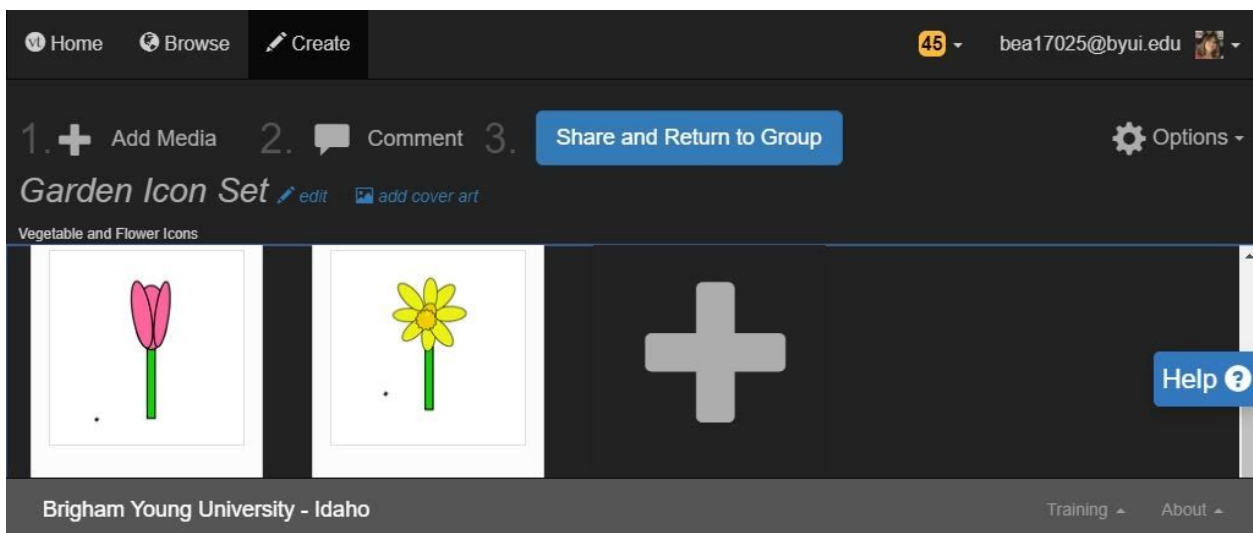 vt Home Browse Create 45 bea17025@byui.edu
1. Add Media 2. Comment 3. Share and Return to Group Options
Garden Icon Set edit add cover art
Vegetable and Flower Icons
Help ?
Brigham Young University - Idaho Training About